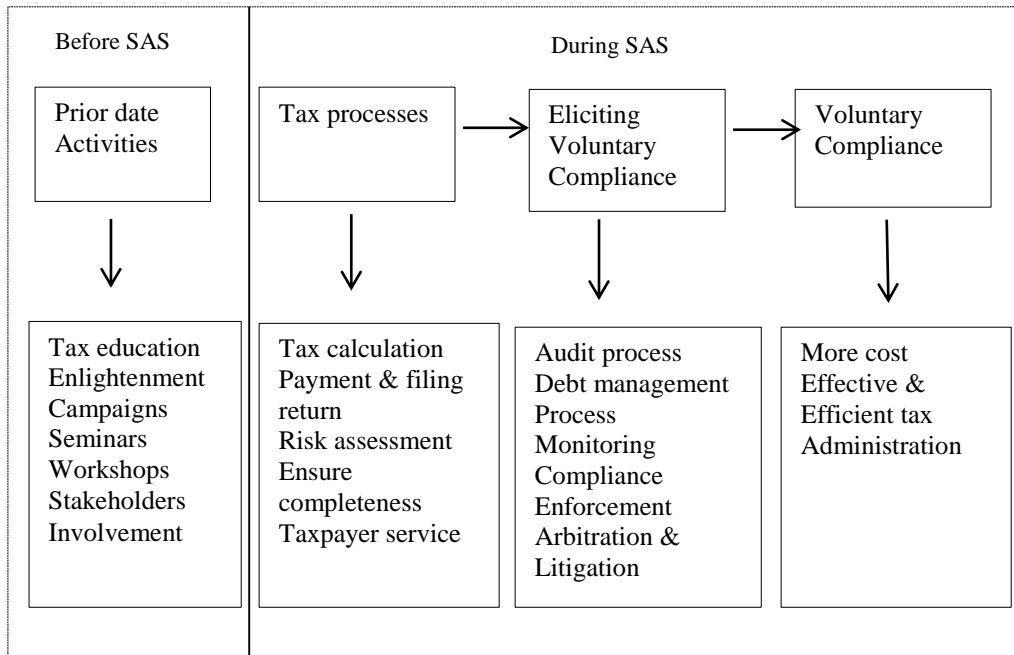 Before SAS
During SAS
Prior date
Activities
Tax processes
Eliciting
Voluntary
Compliance
Voluntary
Compliance
Tax education
Enlightenment
Campaigns
Seminars
Workshops
Stakeholders
Involvement
Tax calculation
Payment & filing
return
Risk assessment
Ensure
completeness
Taxpayer service
Audit process
Debt management
Process
Monitoring
Compliance
Enforcement
Arbitration &
Litigation
More cost
Effective &
Efficient tax
Administration